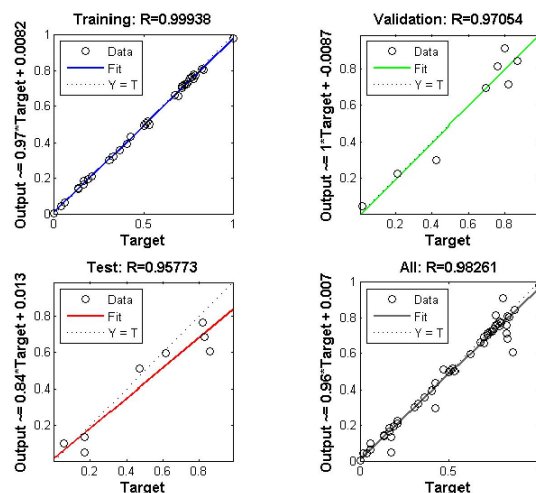 Training: R=0.99938
Output ~= 0.97*Target + 0.0082
1
0.8
0.6
0.4
0.2
0
Data
Fit
Y = T
0
0.5
1
Target
Validation: R=0.97054
Output ~= 1*Target + -0.0087
0.8
0.6
0.4
0.2
Data
Fit
Y = T
0.2
0.4
0.6
0.8
Target
Test: R=0.95773
Output ~= 0.84*Target + 0.013
0.8
0.6
0.4
0.2
Data
Fit
Y = T
0.2
0.4
0.6
0.8
Target
All: R=0.98261
Output ~= 0.96*Target + 0.007
1
0.8
0.6
0.4
0.2
0
Data
Fit
Y = T
0
0.5
Target